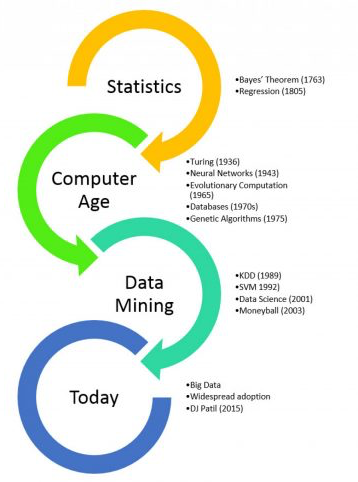 Statistics
•Bayes' Theorem (1763)
•Regression (1805)
Computer
Age
•Turing (1936)
•Neural Networks (1943)
•Evolutionary Computation
(1965)
•Databases (1970s)
•Genetic Algorithms (1975)
Data
Mining
•KDD (1989)
•SVM 1992)
•Data Science (2001)
•Moneyball (2003)
Today
•Big Data
•Widespread adoption
•DJ Patil (2015)